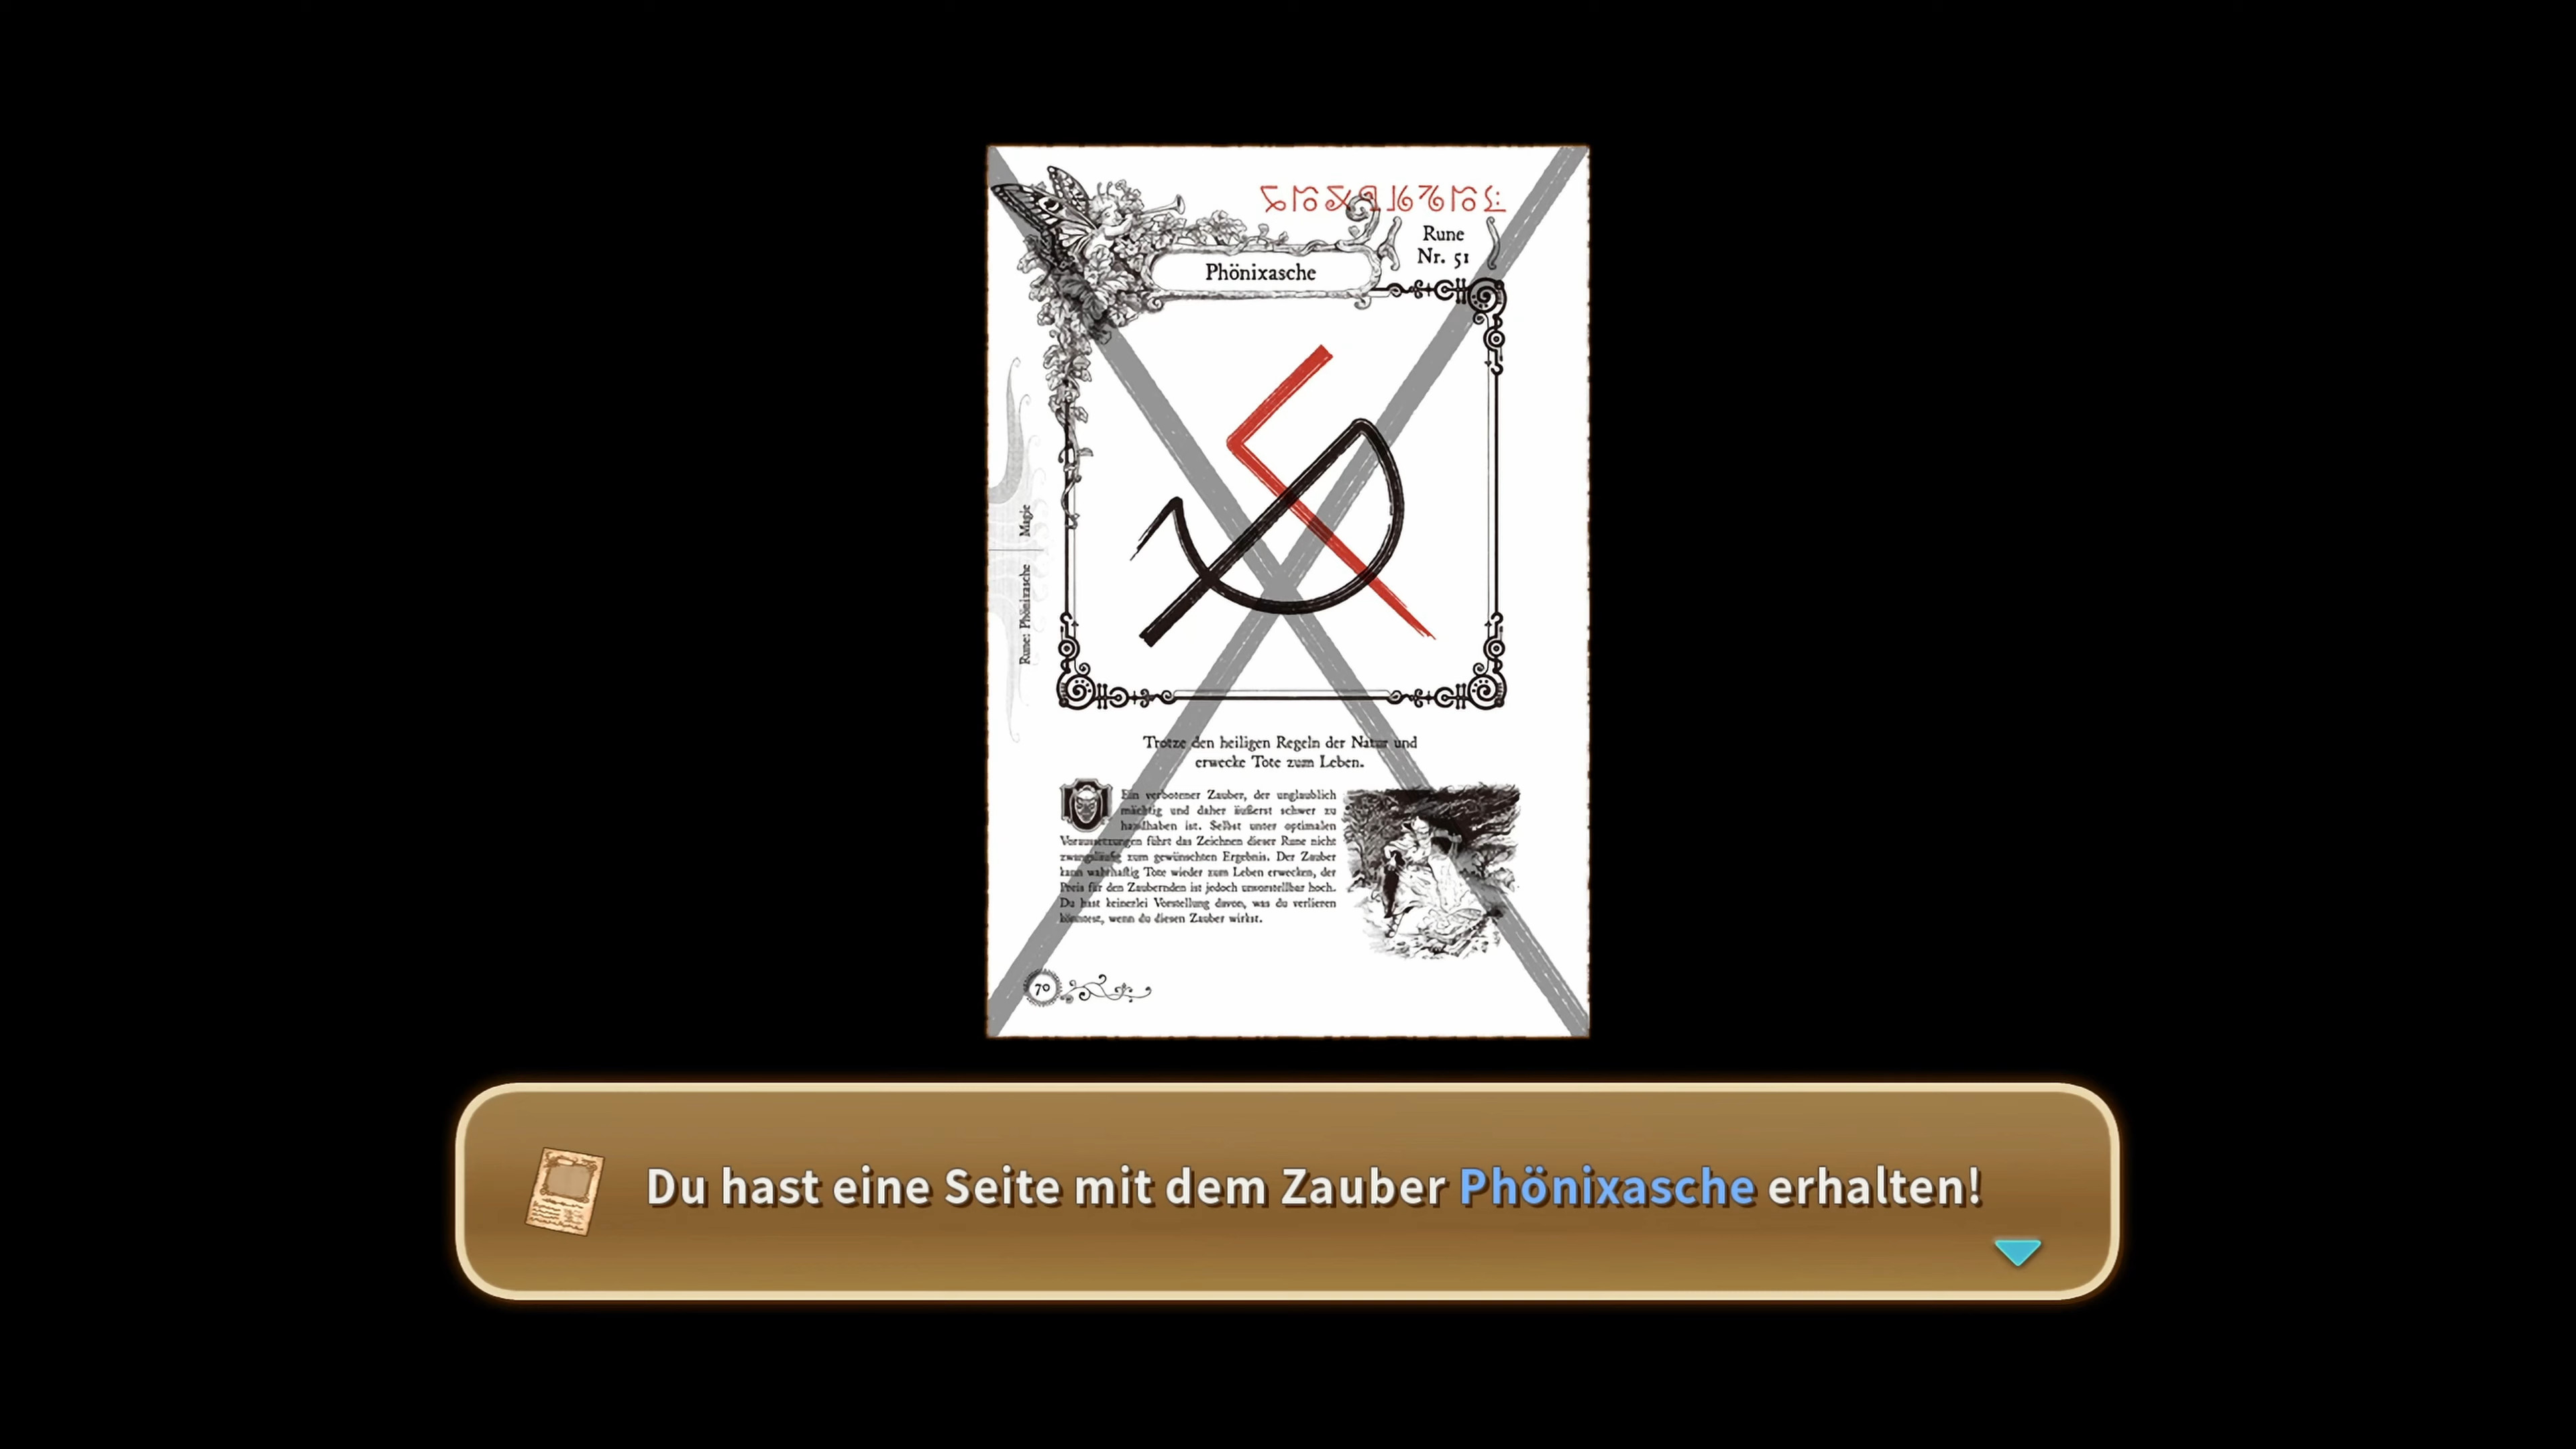 Rune
Nr. 51
Phönixasche
Magie
Rune: Phönixasche
Trotze den heiligen Regeln der Natur und
erwecke Tote zum Leben.
Ein verbotener Zauber, der unglaublich
mächtig und daher äußerst schwer zu
handhaben ist. Selbst unter optimalen
Voraussetzungen führt das Zeichnen dieser Rune nicht
zwangsläufig zum gewünschten Ergebnis. Der Zauber
kann wahrhaftig Tote wieder zum Leben erwecken, der
Preis für den Zaubernden ist jedoch unvorstellbar hoch.
Du hast keinerlei Vorstellung davon, was du verlieren
könntest, wenn du diesen Zauber wirkst.
70
Du hast eine Seite mit dem Zauber Phönixasche erhalten!